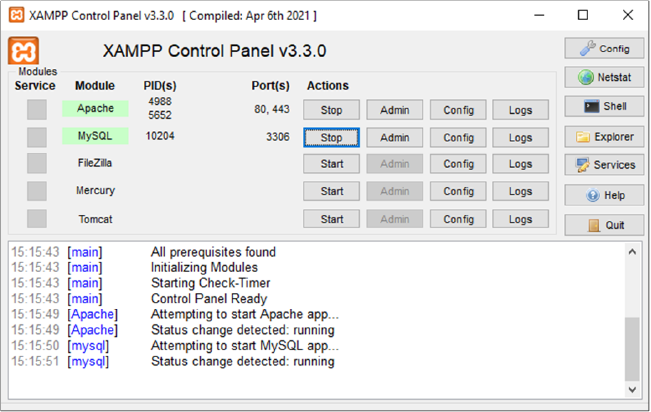 XAMPP Control Panel v3.3.0 [ Compiled: Apr 6th 2021 ]
XAMPP Control Panel v3.3.0
Config
Modules
Service Module PID(s) Port(s) Actions
Netstat
Apache 4988 5652 80, 443 Stop Admin Config Logs
Shell
MySQL 10204 3306 Stop Admin Config Logs
Explorer
FileZilla Start Admin Config Logs
Services
Mercury Start Admin Config Logs
Help
Tomcat Start Admin Config Logs
Quit
15:15:43 [main] All prerequisites found
15:15:43 [main] Initializing Modules
15:15:43 [main] Starting Check-Timer
15:15:43 [main] Control Panel Ready
15:15:49 [Apache] Attempting to start Apache app...
15:15:49 [Apache] Status change detected: running
15:15:50 [mysql] Attempting to start MySQL app...
15:15:51 [mysql] Status change detected: running